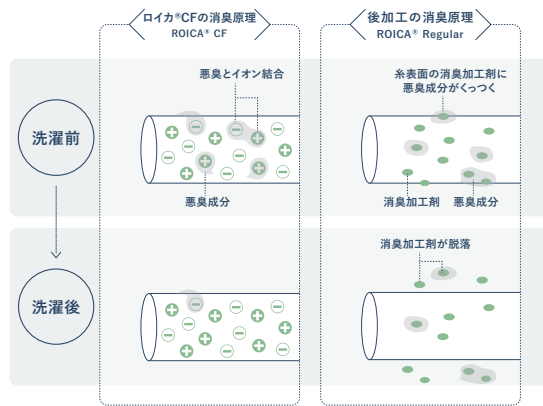 ロイカ®CFの消臭原理
ROICA® CF
後加工の消臭原理
ROICA® Regular
洗濯前
悪臭とイオン結合
悪臭成分
糸表面の消臭加工剤に
悪臭成分がくっつく
消臭加工剤
悪臭成分
洗濯後
消臭加工剤が脱落